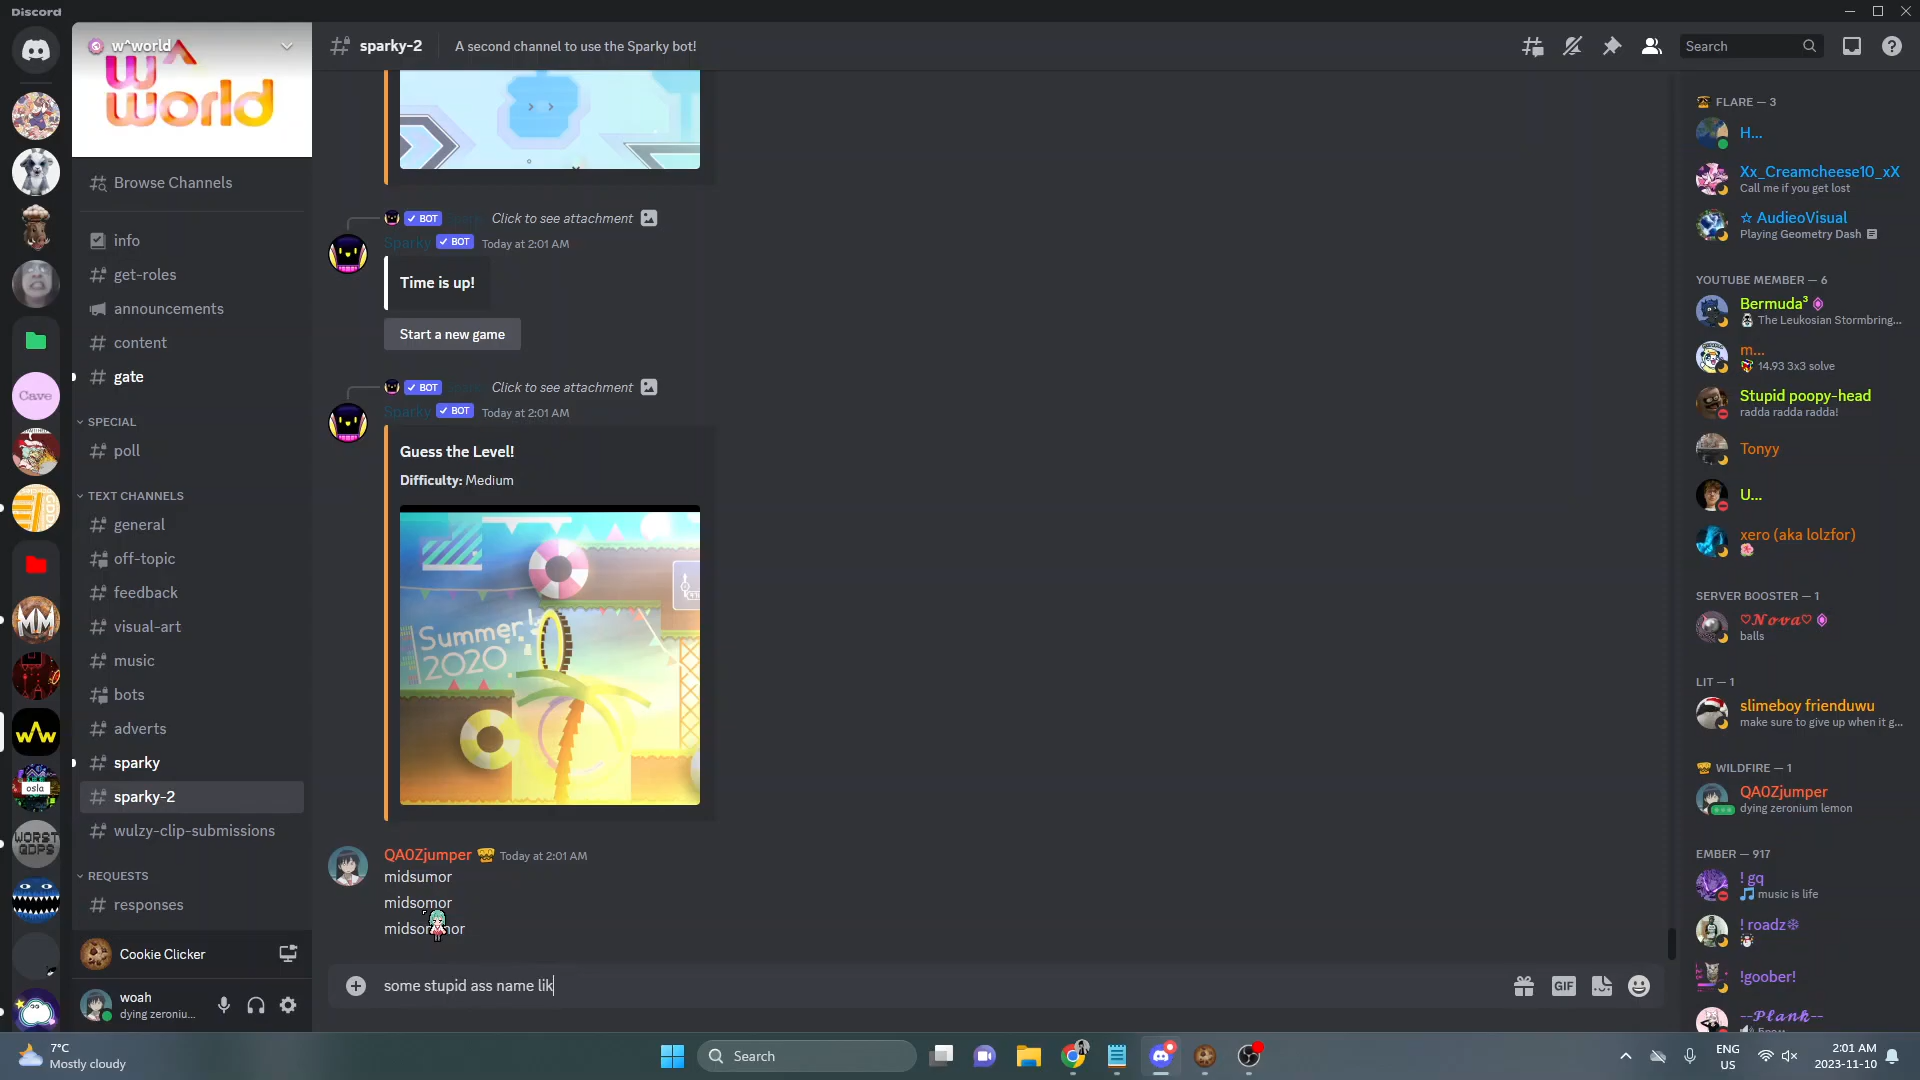 Discord
w^world
w^
world
Browse Channels
info
get-roles
announcements
content
gate
SPECIAL
poll
TEXT CHANNELS
general
off-topic
feedback
visual-art
music
bots
adverts
sparky
sparky-2
wulzy-clip-submissions
REQUESTS
responses
Cookie Clicker
woah
dying zeroniu...
Cave
MM
osla
WORST
GDPS
sparky-2
A second channel to use the Sparky bot!
Search
BOT Click to see attachment
Sparky BOT Today at 2:01 AM
Time is up!
Start a new game
BOT Click to see attachment
Sparky BOT Today at 2:01 AM
Guess the Level!
Difficulty: Medium
Summer
2020
QA0Zjumper Today at 2:01 AM
midsumor
midsomor
some stupid ass name lik
GIF
FLARE — 3
H...
Xx_Creamcheese10_xX
Call me if you get lost
☆ AudieoVisual
Playing Geometry Dash
YOUTUBE MEMBER — 6
Bermuda³
The Leukosian Stormbring...
m...
14.93 3x3 solve
Stupid poopy-head
radda radda radda!
Tonyy
U...
xero (aka lolzfor)
SERVER BOOSTER — 1
♡𝓝𝓸𝓿𝓪♡
balls
LIT — 1
slimeboy frienduwu
make sure to give up when it g...
WILDFIRE — 1
QA0Zjumper
dying zeronium lemon
EMBER — 917
! gq
music is life
! roadz❄
!goober!
--𝓟𝓵𝓪𝓷𝓴--
7°C
Mostly cloudy
Search
ENG
US
2:01 AM
2023-11-10